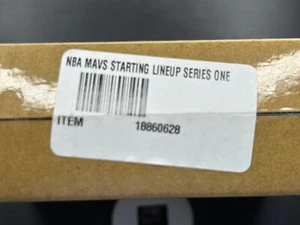 NBA MAVS STARTING LINEUP SERIES ONE
ITEM 18860628